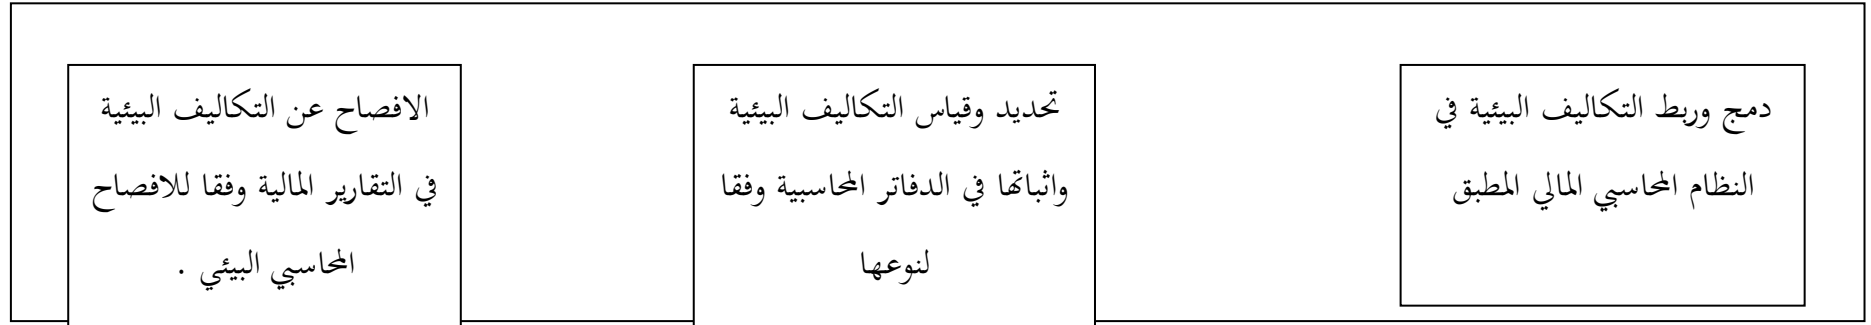 دمج وربط التكاليف البيئية في
النظام المحاسبي المالي المطبق
تحديد وقياس التكاليف البيئية
واثباتها في الدفاتر المحاسبية وفقا
لنوعها
الافصاح عن التكاليف البيئية
في التقارير المالية وفقا للافصاح
المحاسبي البيئي .